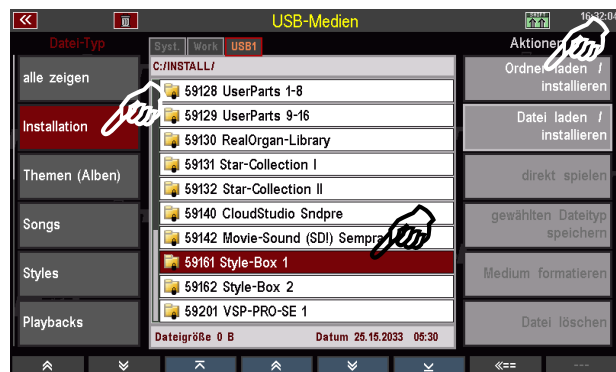 USB-Medien
16:32:04
Datei-Typ
Syst. Work USB1
Aktionen
C:/INSTALL/
alle zeigen
Installation
Themen (Alben)
Songs
Styles
Playbacks
59128 UserParts 1-8
59129 UserParts 9-16
59130 RealOrgan-Library
59131 Star-Collection I
59132 Star-Collection II
59140 CloudStudio Sndpre
59142 Movie-Sound (SD!) Sempra
59161 Style-Box 1
59162 Style-Box 2
59201 VSP-PRO-SE 1
Dateigröße 0 B Datum 25.15.2033 05:30
Ordner laden /
installieren
Datei laden /
installieren
direkt spielen
gewählten Dateityp
speichern
Medium formatieren
Datei löschen
«==
---